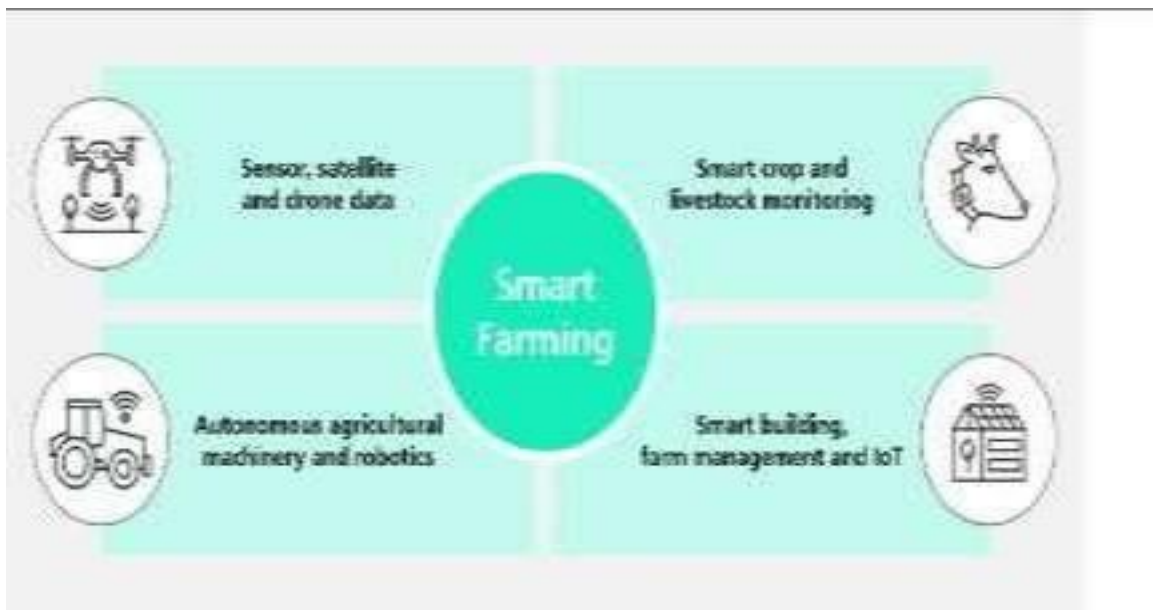 Sensor, satellite
and drone data
Smart crop and
livestock monitoring
Smart
Farming
Autonomous agricultural
machinery and robotics
Smart building,
farm management and IoT